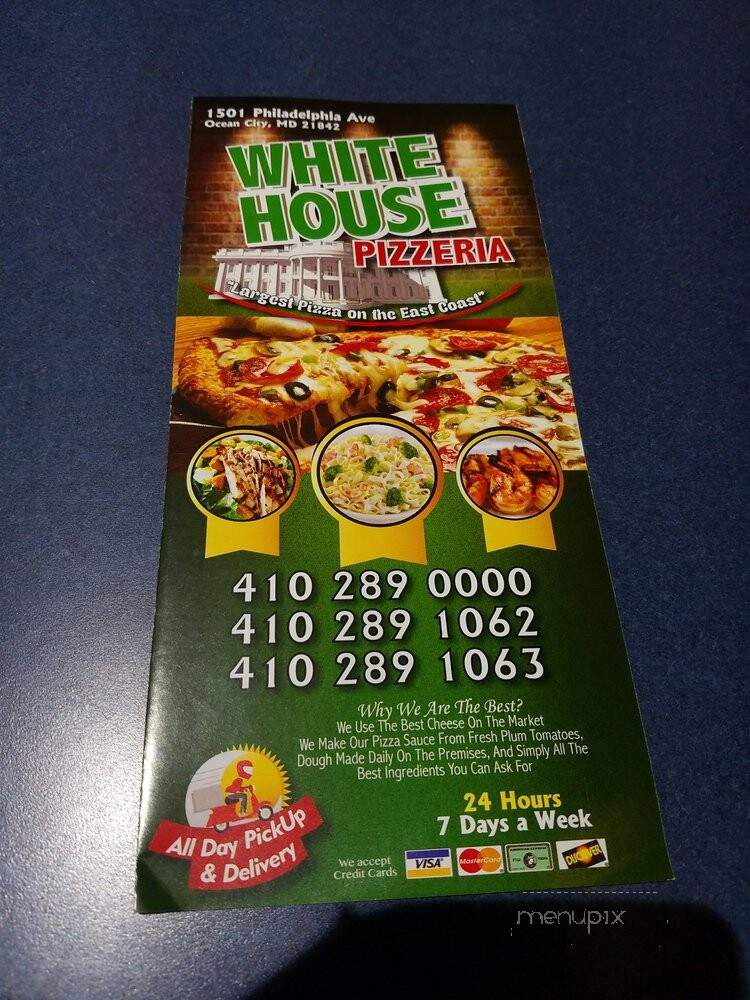 1501 Philadelphia Ave
Ocean City, MD 21842
WHITE
HOUSE
PIZZERIA
"Largest Pizza on the East Coast"
410 289 0000
410 289 1062
410 289 1063
Why We Are The Best?
We Use The Best Cheese On The Market
We Make Our Pizza Sauce From Fresh Plum Tomatoes,
Dough Made Daily On The Premises, And Simply All The
Best Ingredients You Can Ask For
24 Hours
7 Days a Week
All Day PickUp
& Delivery
We accept
Credit Cards
VISA
MasterCard
AMERICAN EXPRESS
DISCOVER
menupix